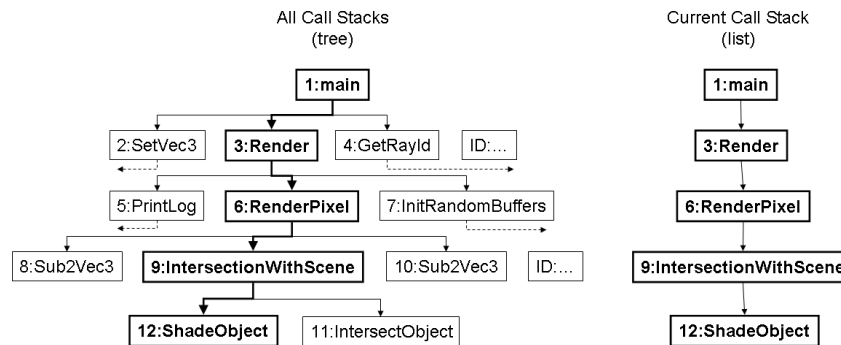 All Call Stacks
(tree)
1:main
2:SetVec3
3:Render
4:GetRayId
ID:...
5:PrintLog
6:RenderPixel
7:InitRandomBuffers
8:Sub2Vec3
9:IntersectionWithScene
10:Sub2Vec3
ID:...
12:ShadeObject
11:IntersectObject
Current Call Stack
(list)
1:main
3:Render
6:RenderPixel
9:IntersectionWithScene
12:ShadeObject